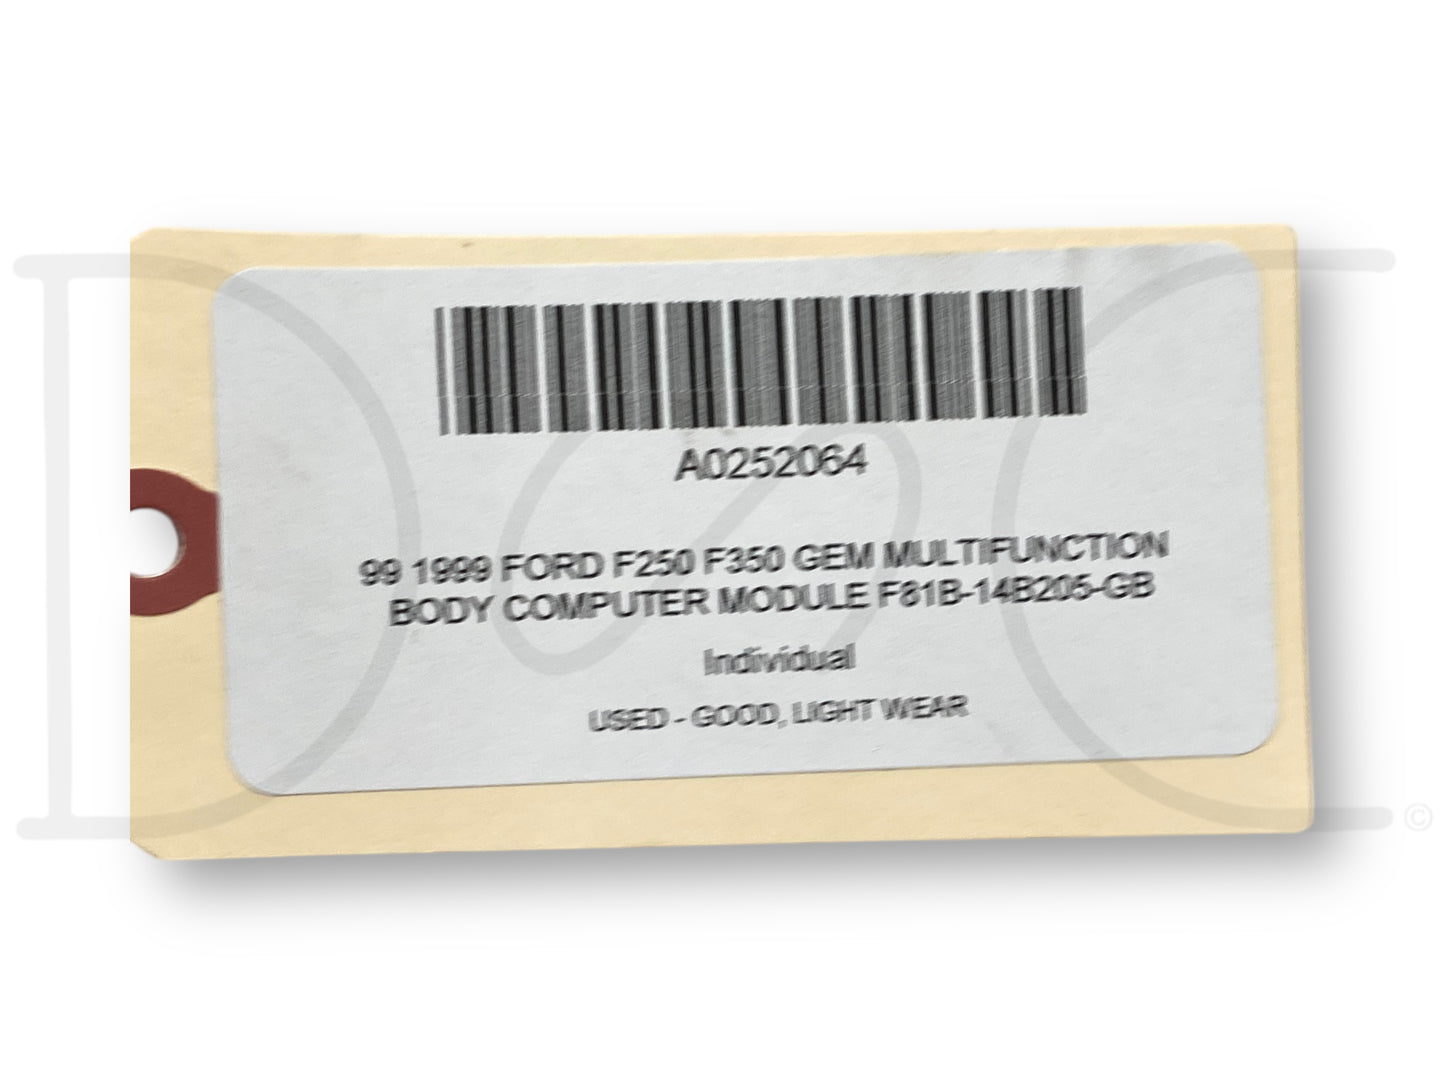 A0252064
99 1999 FORD F250 F350 GEM MULTIFUNCTION
BODY COMPUTER MODULE F81B-14B205-GB
Individual
USED - GOOD, LIGHT WEAR
©